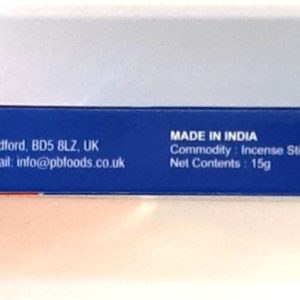 dford, BD5 8LZ, UK
ail: info@pbfoods.co.uk
MADE IN INDIA
Commodity : Incense Sti
Net Contents : 15g